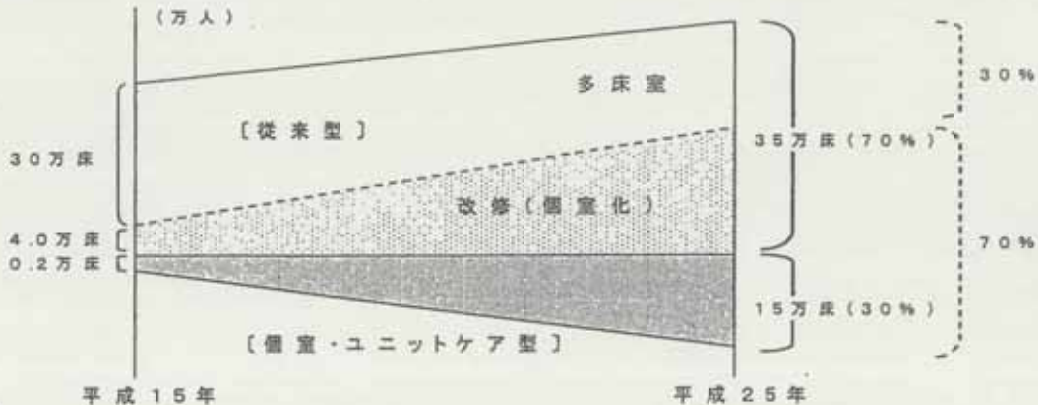 (万人)
多床室
30%
[従来型]
30万床
35万床(70%)
改修(個室化)
4.0万床
70%
0.2万床
15万床(30%)
[個室・ユニットケア型]
平成15年
平成25年